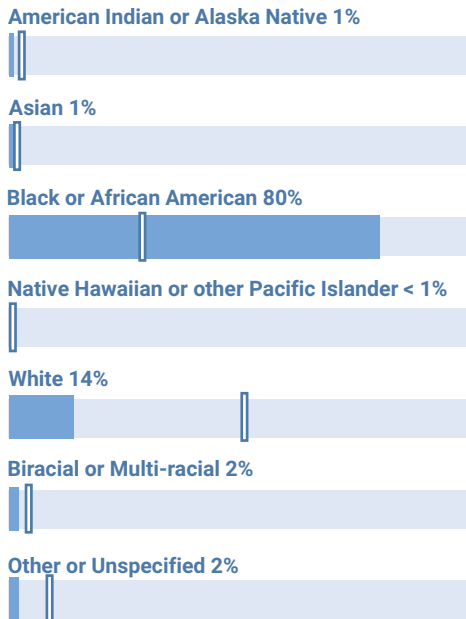 American Indian or Alaska Native 1%
Asian 1%
Black or African American 80%
Native Hawaiian or other Pacific Islander < 1%
White 14%
Biracial or Multi-racial 2%
Other or Unspecified 2%